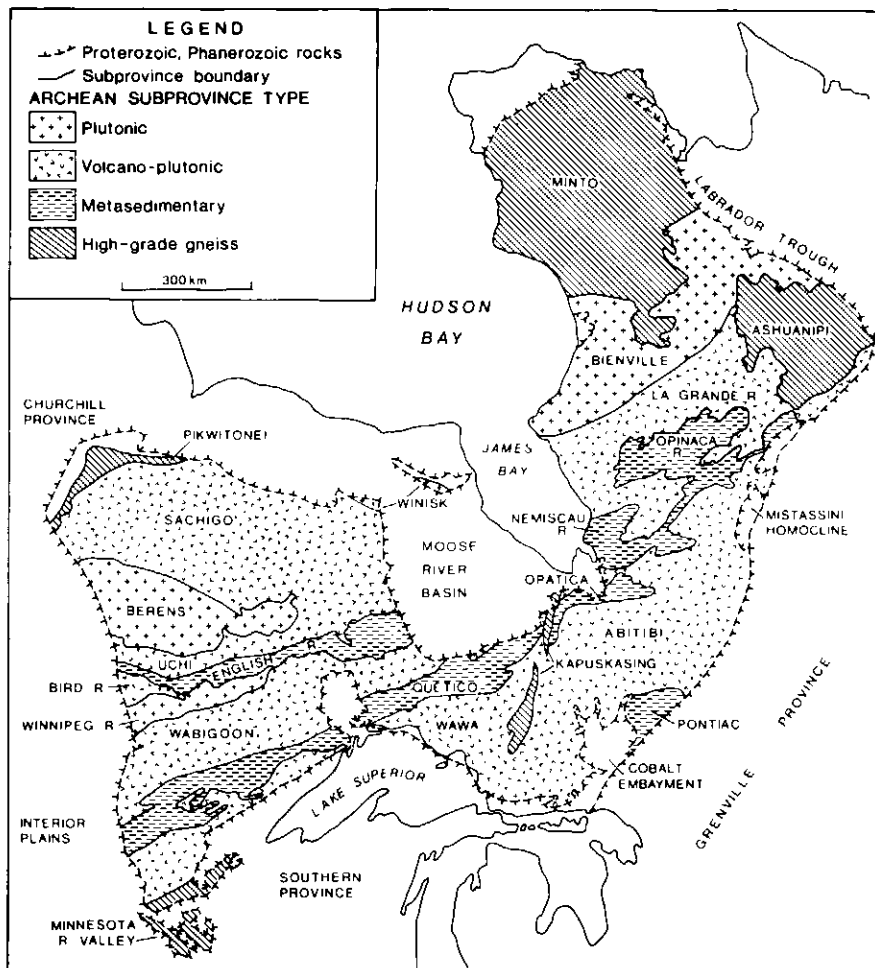 LEGEND
Proterozoic, Phanerozoic rocks
Subprovince boundary
ARCHEAN SUBPROVINCE TYPE
Plutonic
Volcano-plutonic
Metasedimentary
High-grade gneiss
300 km
MINTO
LABRADOR TROUGH
HUDSON
BAY
ASHUANIPI
BIENVILLE
LA GRANDE R
CHURCHILL
PROVINCE
PIKWITONEI
OPINACA
R
JAMES
BAY
WINISK
SACHIGO
NEMISCAU
R
MISTASSINI
HOMOCLINE
MOOSE
RIVER
BASIN
OPATICA
BERENS
ABITIBI
UCHI
ENGLISH R
KAPUSKASING
BIRD R
QUETICO
WINNIPEG R
WABIGOON
WAWA
PONTIAC
COBALT
EMBAYMENT
GRENVILLE PROVINCE
LAKE SUPERIOR
INTERIOR
PLAINS
SOUTHERN
PROVINCE
MINNESOTA
R VALLEY